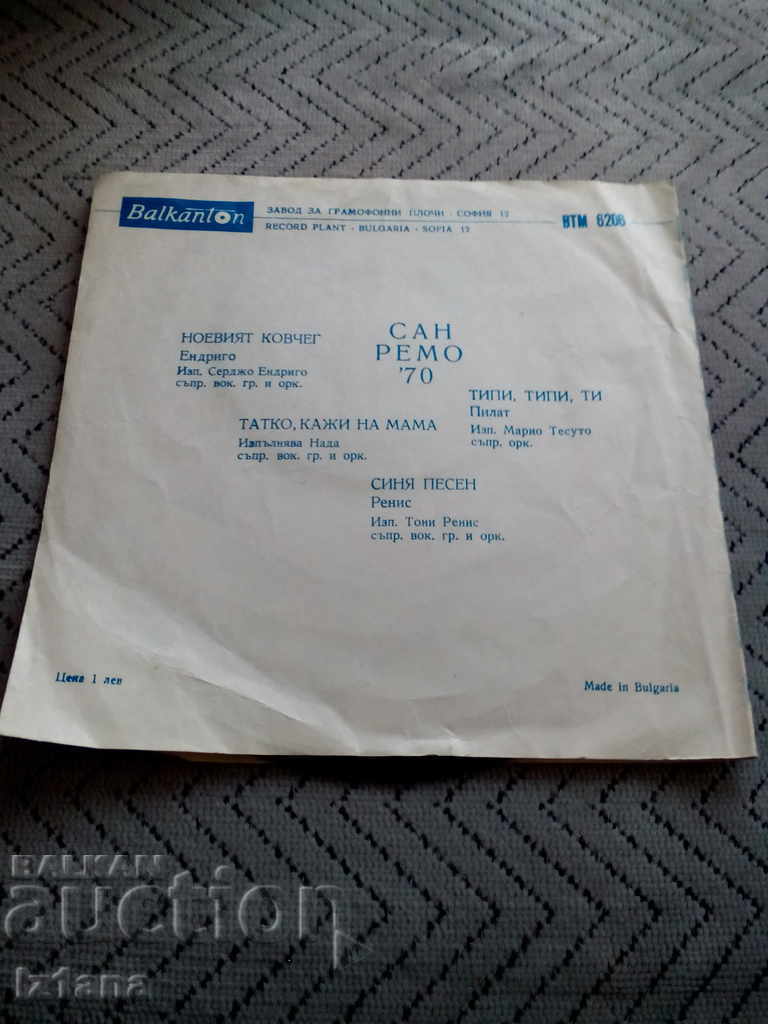 Balkanton
ЗАВОД ЗА ГРАМОФОННИ ПЛОЧИ · СОФИЯ 12
RECORD PLANT · BULGARIA · SOFIA 12
ВТМ 6206
САН
РЕМО
'70
НОЕВИЯТ КОВЧЕГ
Ендриго
Изп. Серджо Ендриго
съпр. вок. гр. и орк.
ТИПИ, ТИПИ, ТИ
Пилат
Изп. Марио Тесуто
съпр. орк.
ТАТКО, КАЖИ НА МАМА
Изпълнява Нада
съпр. вок. гр. и орк.
СИНЯ ПЕСЕН
Ренис
Изп. Тони Ренис
съпр. вок. гр. и орк.
Цена 1 лев
Made in Bulgaria
BALKAN
auction
iz1ana